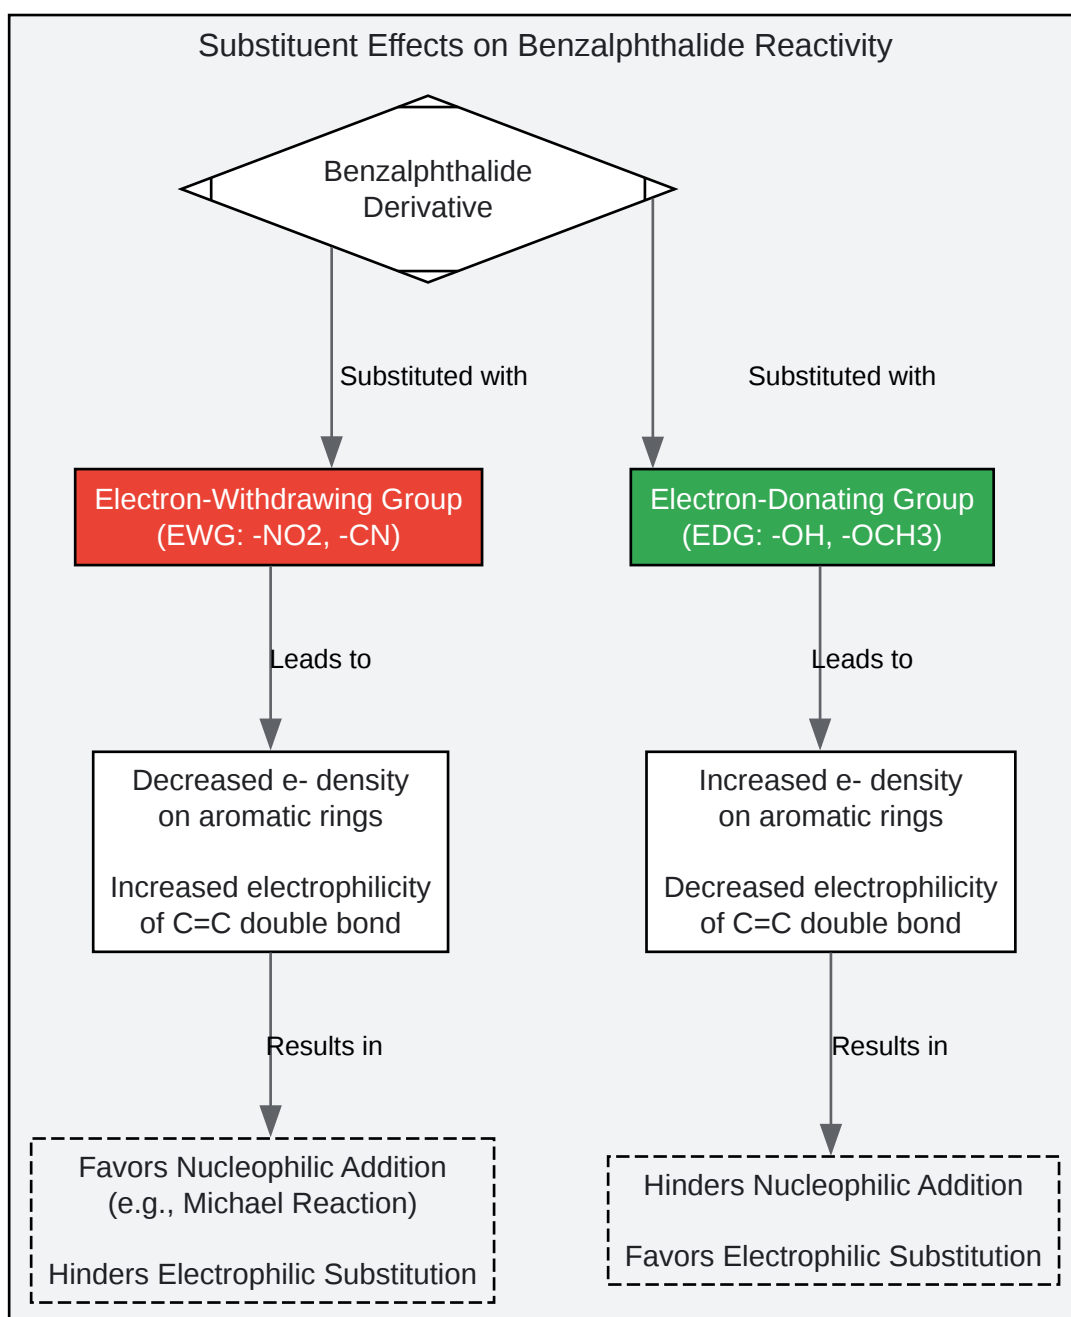 Substituent Effects on Benzalphthalide Reactivity
Benzalphthalide
Derivative
Substituted with
Substituted with
Electron-Withdrawing Group
(EWG: -NO2, -CN)
Electron-Donating Group
(EDG: -OH, -OCH3)
Leads to
Leads to
Decreased e- density
on aromatic rings
Increased electrophilicity
of C=C double bond
Increased e- density
on aromatic rings
Decreased electrophilicity
of C=C double bond
Results in
Results in
Favors Nucleophilic Addition
(e.g., Michael Reaction)
Hinders Electrophilic Substitution
Hinders Nucleophilic Addition
Favors Electrophilic Substitution